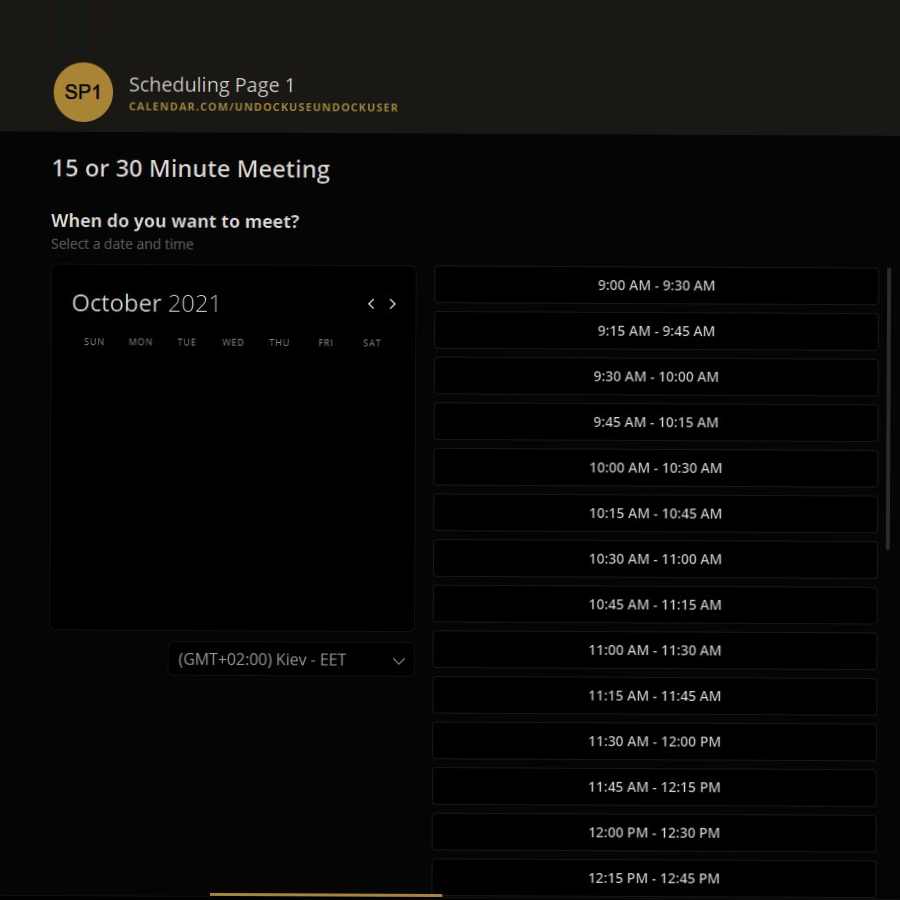 SP1
Scheduling Page 1
CALENDAR.COM/UNDOCKUSEUNDOCKUSER
15 or 30 Minute Meeting
When do you want to meet?
Select a date and time
October 2021
SUN MON TUE WED THU FRI SAT
(GMT+02:00) Kiev - EET
9:00 AM - 9:30 AM
9:15 AM - 9:45 AM
9:30 AM - 10:00 AM
9:45 AM - 10:15 AM
10:00 AM - 10:30 AM
10:15 AM - 10:45 AM
10:30 AM - 11:00 AM
10:45 AM - 11:15 AM
11:00 AM - 11:30 AM
11:15 AM - 11:45 AM
11:30 AM - 12:00 PM
11:45 AM - 12:15 PM
12:00 PM - 12:30 PM
12:15 PM - 12:45 PM